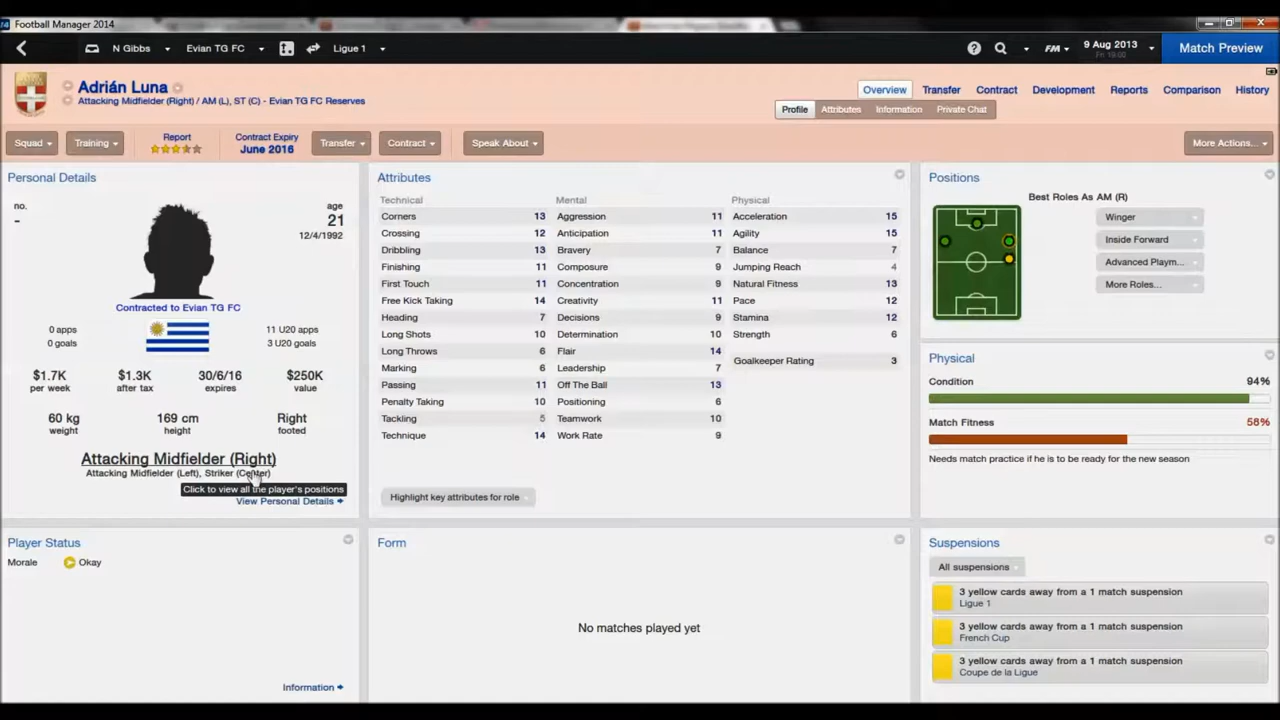 Football Manager 2014
N Gibbs
Evian TG FC
Ligue 1
FM
9 Aug 2013
Fri 19:00
Match Preview
Adrián Luna
Attacking Midfielder (Right) / AM (L), ST (C) - Evian TG FC Reserves
Overview
Transfer
Contract
Development
Reports
Comparison
History
Profile
Attributes
Information
Private Chat
Squad
Training
Report
Contract Expiry
June 2016
Transfer
Contract
Speak About
More Actions...
Personal Details
no.
-
age
21
12/4/1992
Contracted to Evian TG FC
0 apps
0 goals
11 U20 apps
3 U20 goals
$1.7K
per week
$1.3K
after tax
30/6/16
expires
$250K
value
60 kg
weight
169 cm
height
Right
footed
Attacking Midfielder (Right)
Attacking Midfielder (Left), Striker (Center)
Click to view all the player's positions
View Personal Details
Attributes
Technical
Corners 13
Crossing 12
Dribbling 13
Finishing 11
First Touch 11
Free Kick Taking 14
Heading 7
Long Shots 10
Long Throws 6
Marking 6
Passing 11
Penalty Taking 10
Tackling 5
Technique 14
Mental
Aggression 11
Anticipation 11
Bravery 7
Composure 9
Concentration 9
Creativity 11
Decisions 9
Determination 10
Flair 14
Leadership 7
Off The Ball 13
Positioning 6
Teamwork 10
Work Rate 9
Physical
Acceleration 15
Agility 15
Balance 7
Jumping Reach 4
Natural Fitness 13
Pace 12
Stamina 12
Strength 6
Goalkeeper Rating 3
Highlight key attributes for role
Positions
Best Roles As AM (R)
Winger
Inside Forward
Advanced Playm...
More Roles...
Physical
Condition 94%
Match Fitness 58%
Needs match practice if he is to be ready for the new season
Player Status
Morale Okay
Information
Form
No matches played yet
Suspensions
All suspensions
3 yellow cards away from a 1 match suspension
Ligue 1
3 yellow cards away from a 1 match suspension
French Cup
3 yellow cards away from a 1 match suspension
Coupe de la Ligue